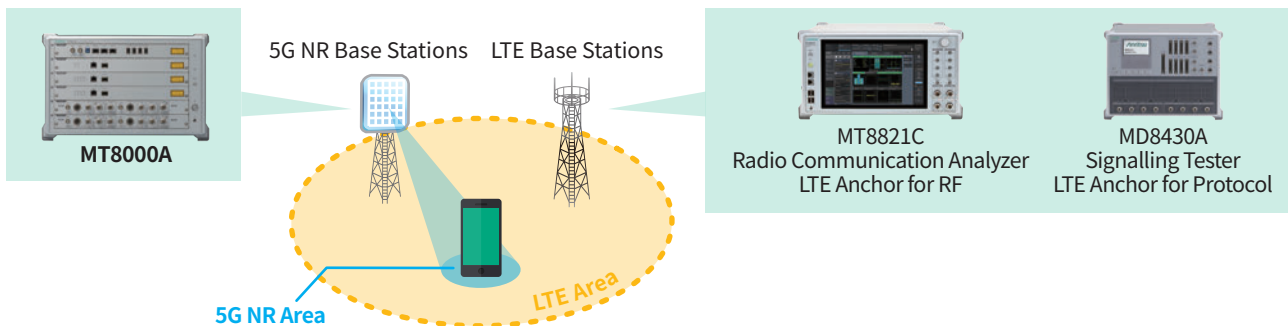 5G NR Base Stations
LTE Base Stations
MT8000A
MT8821C
Radio Communication Analyzer
LTE Anchor for RF
MD8430A
Signalling Tester
LTE Anchor for Protocol
LTE Area
5G NR Area